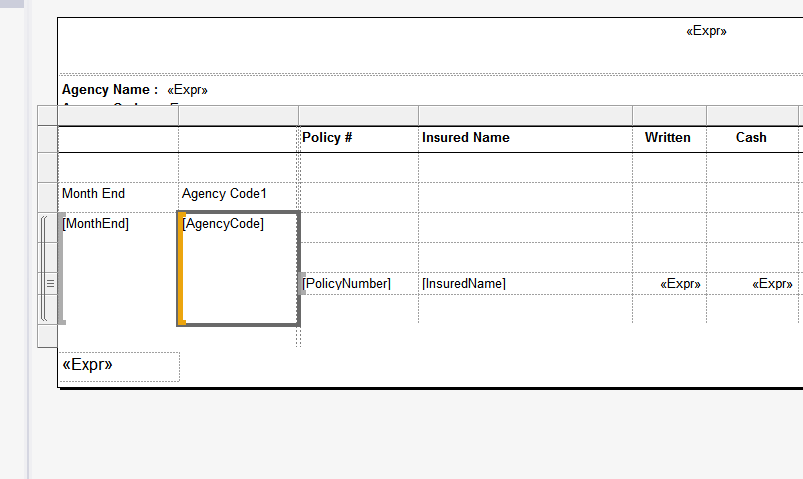 «Expr»
Agency Name : «Expr»
Policy # Insured Name Written Cash
Month End Agency Code1
[MonthEnd] [AgencyCode]
[PolicyNumber] [InsuredName] «Expr» «Expr»
«Expr»